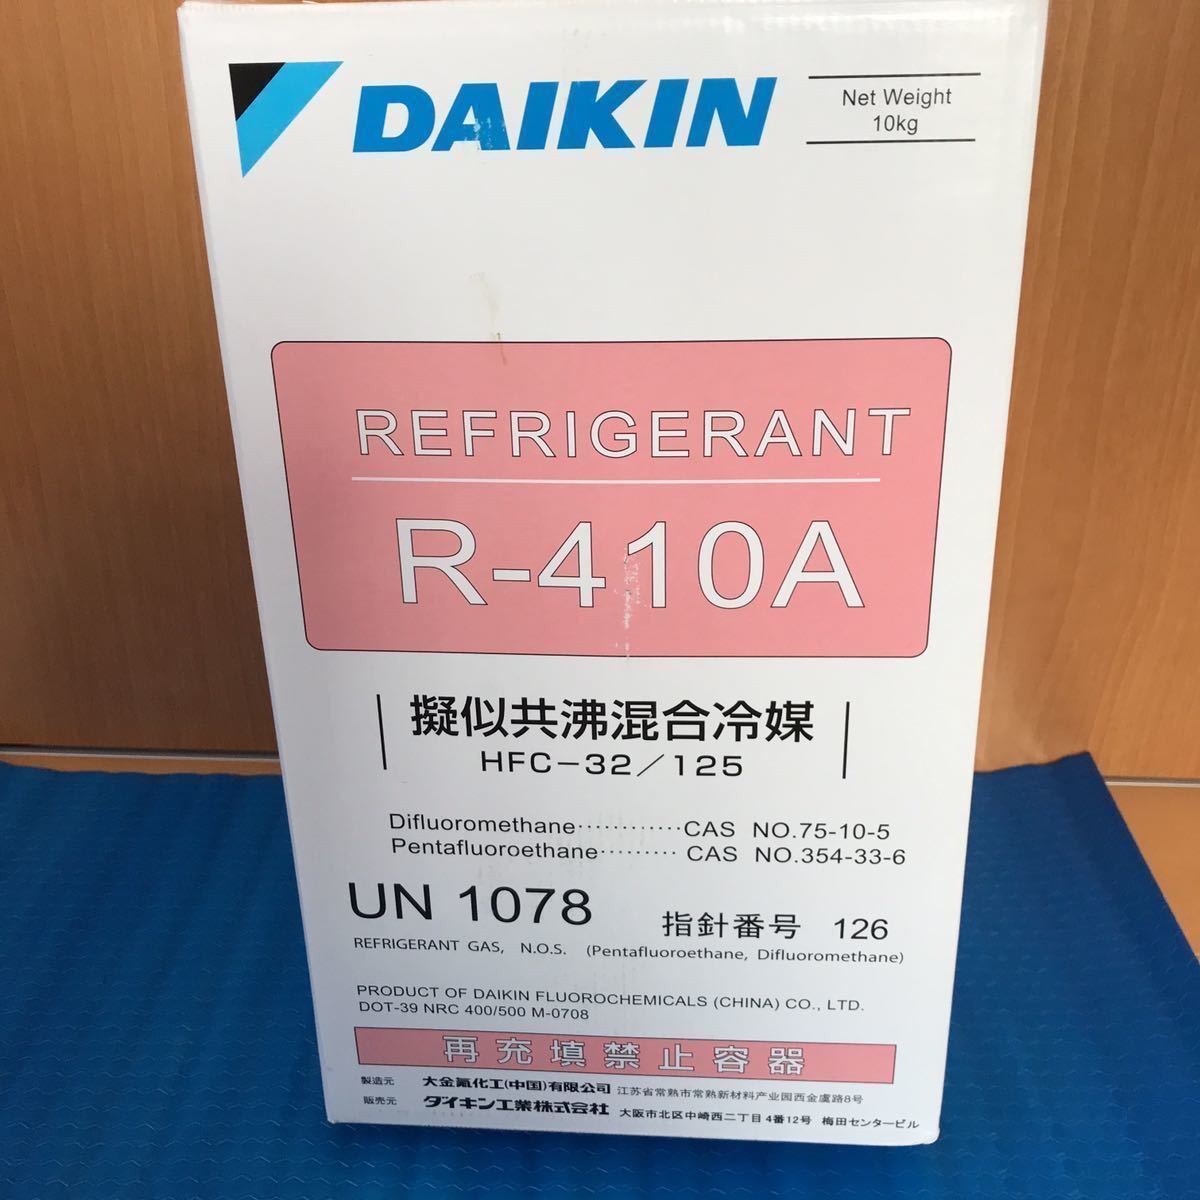 DAIKIN
Net Weight
10kg
REFRIGERANT
R-410A
擬似共沸混合冷媒
HFC-32/125
Difluoromethane············CAS NO.75-10-5
Pentafluoroethane········· CAS NO.354-33-6
UN 1078 指針番号 126
REFRIGERANT GAS, N.O.S. (Pentafluoroethane, Difluoromethane)
PRODUCT OF DAIKIN FLUOROCHEMICALS (CHINA) CO., LTD.
DOT-39 NRC 400/500 M-0708
再充填禁止容器
製造元 大金氟化工(中国)有限公司 江苏省常熟市常熟新材料产业园西金虞路8号
販売元 ダイキン工業株式会社 大阪市北区中崎西二丁目4番12号 梅田センタービル